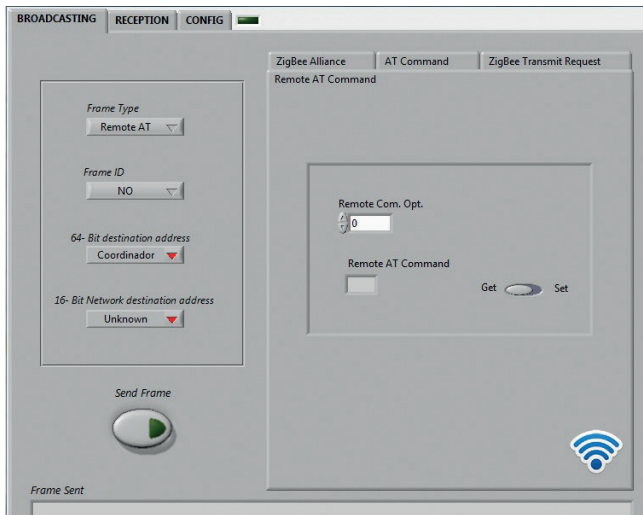 BROADCASTING RECEPTION CONFIG
ZigBee Alliance AT Command ZigBee Transmit Request
Remote AT Command
Frame Type
Remote AT
Frame ID
NO
64- Bit destination address
Coordinador
16- Bit Network destination address
Unknown
Remote Com. Opt.
0
Remote AT Command
Get Set
Send Frame
Frame Sent